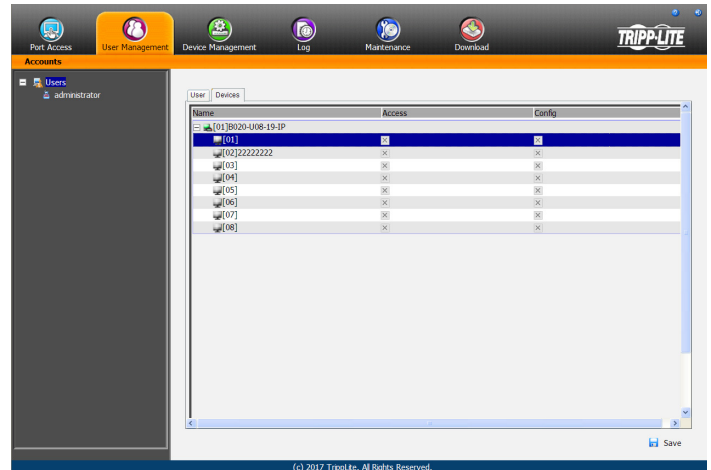 Port Access User Management Device Management Log Maintenance Download TRIPP·LITE
Accounts
Users
administrator
User Devices
Name Access Config
[01]B020-U08-19-IP
[01]
[02]22222222
[03]
[04]
[05]
[06]
[07]
[08]
Save
(c) 2017 TrippLite. All Rights Reserved.